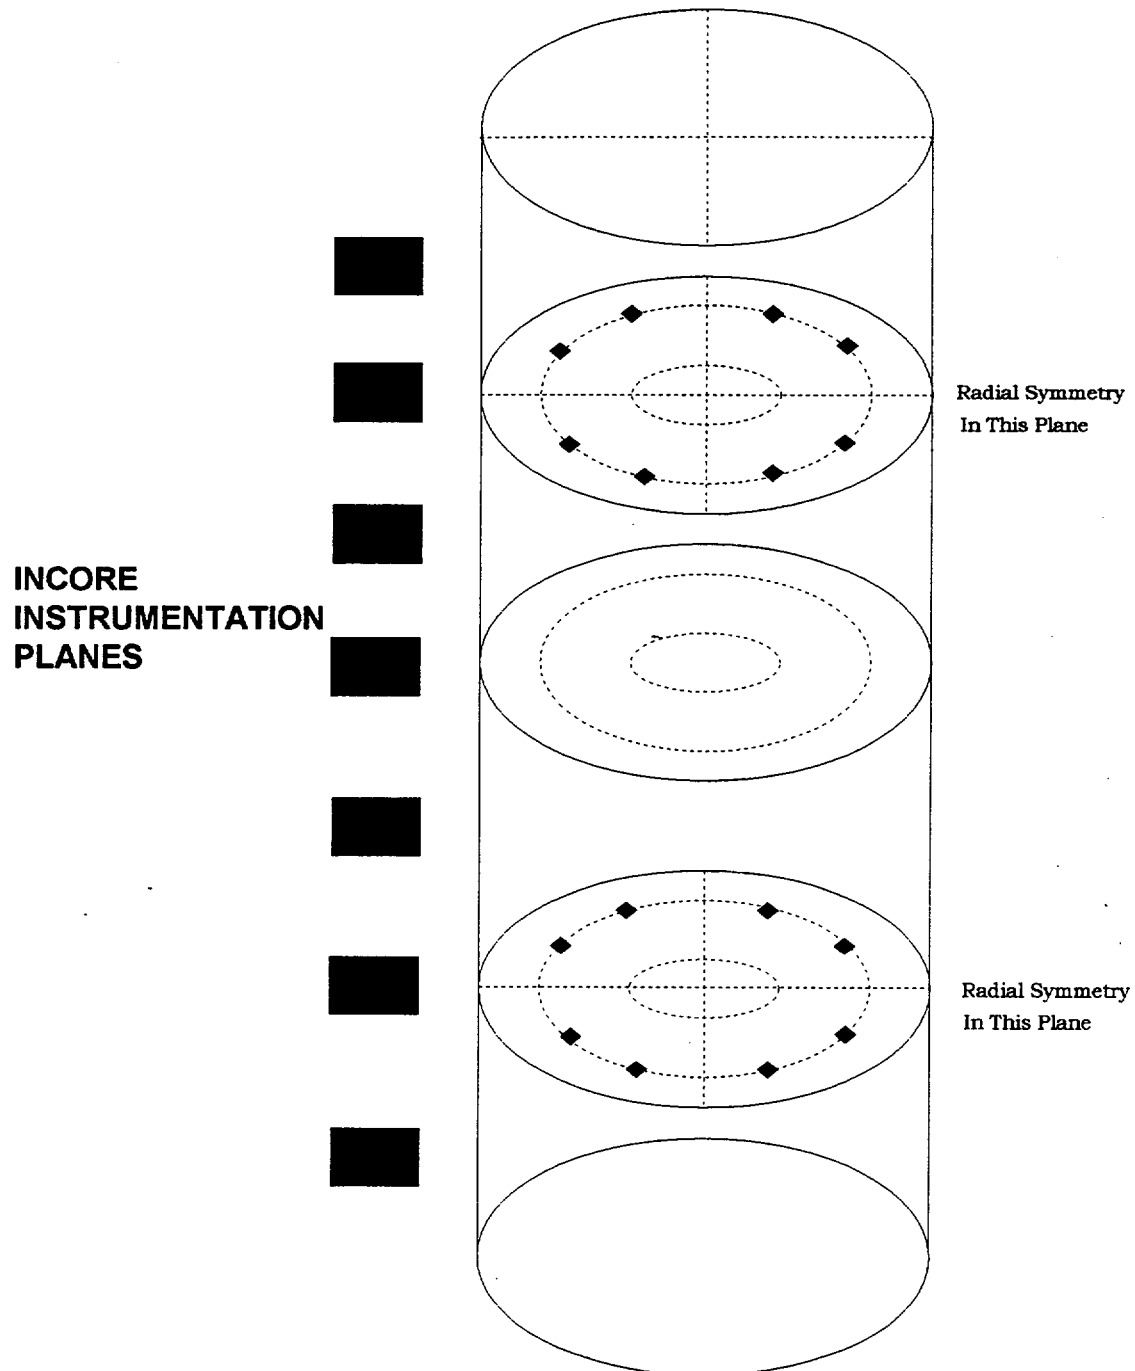 Radial Symmetry
In This Plane
INCORE
INSTRUMENTATION
PLANES
Radial Symmetry
In This Plane